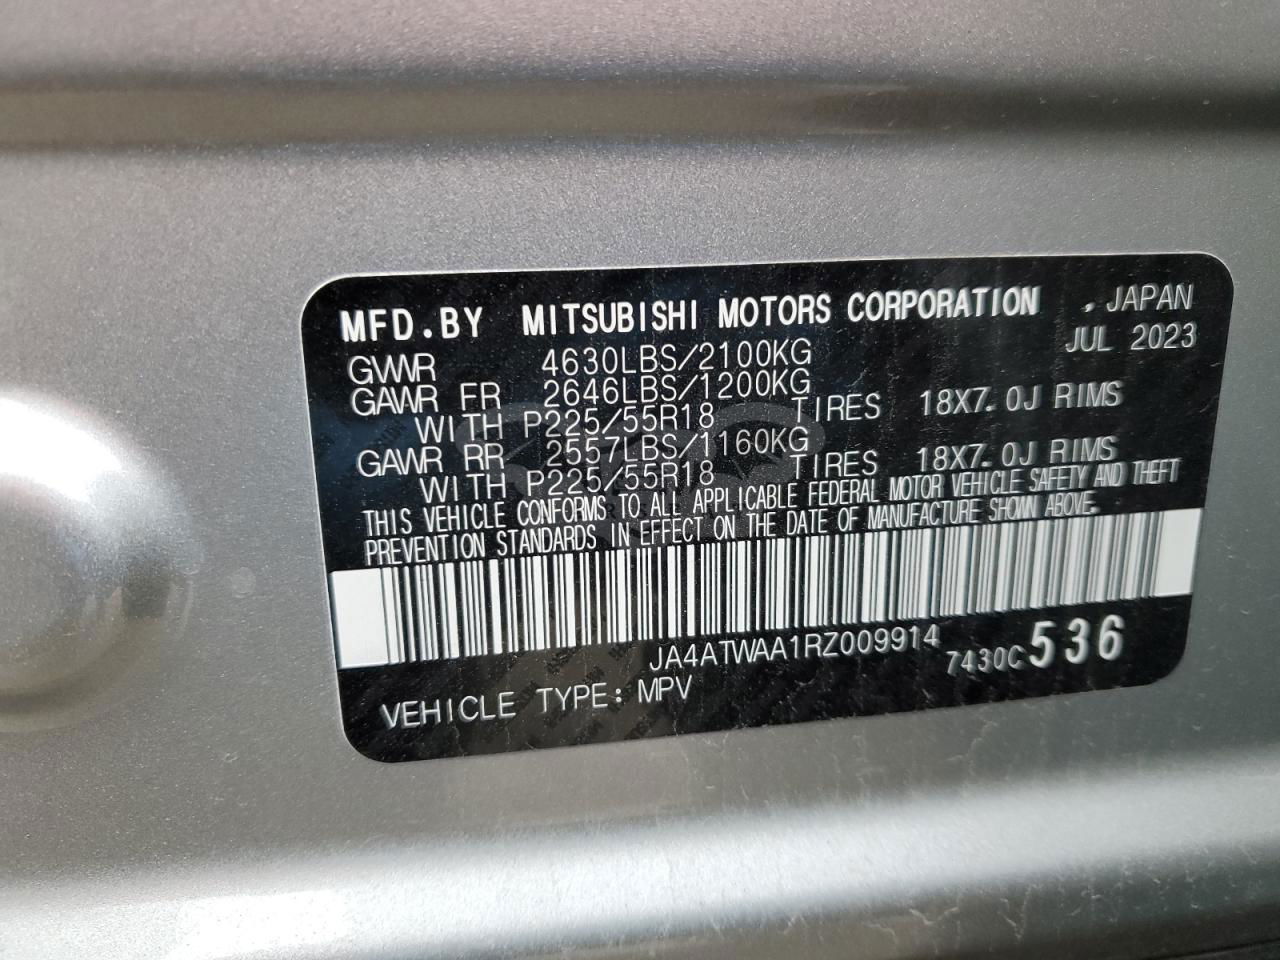 MFD.BY MITSUBISHI MOTORS CORPORATION , JAPAN
JUL 2023
GVWR 4630LBS/2100KG
GAWR FR 2646LBS/1200KG
WITH P225/55R18 TIRES 18X7.0J RIMS
GAWR RR 2557LBS/1160KG
WITH P225/55R18 TIRES 18X7.0J RIMS
THIS VEHICLE CONFORMS TO ALL APPLICABLE FEDERAL MOTOR VEHICLE SAFETY AND THEFT
PREVENTION STANDARDS IN EFFECT ON THE DATE OF MANUFACTURE SHOWN ABOVE.
JA4ATWAA1RZ009914 7430C 536
VEHICLE TYPE: MPV